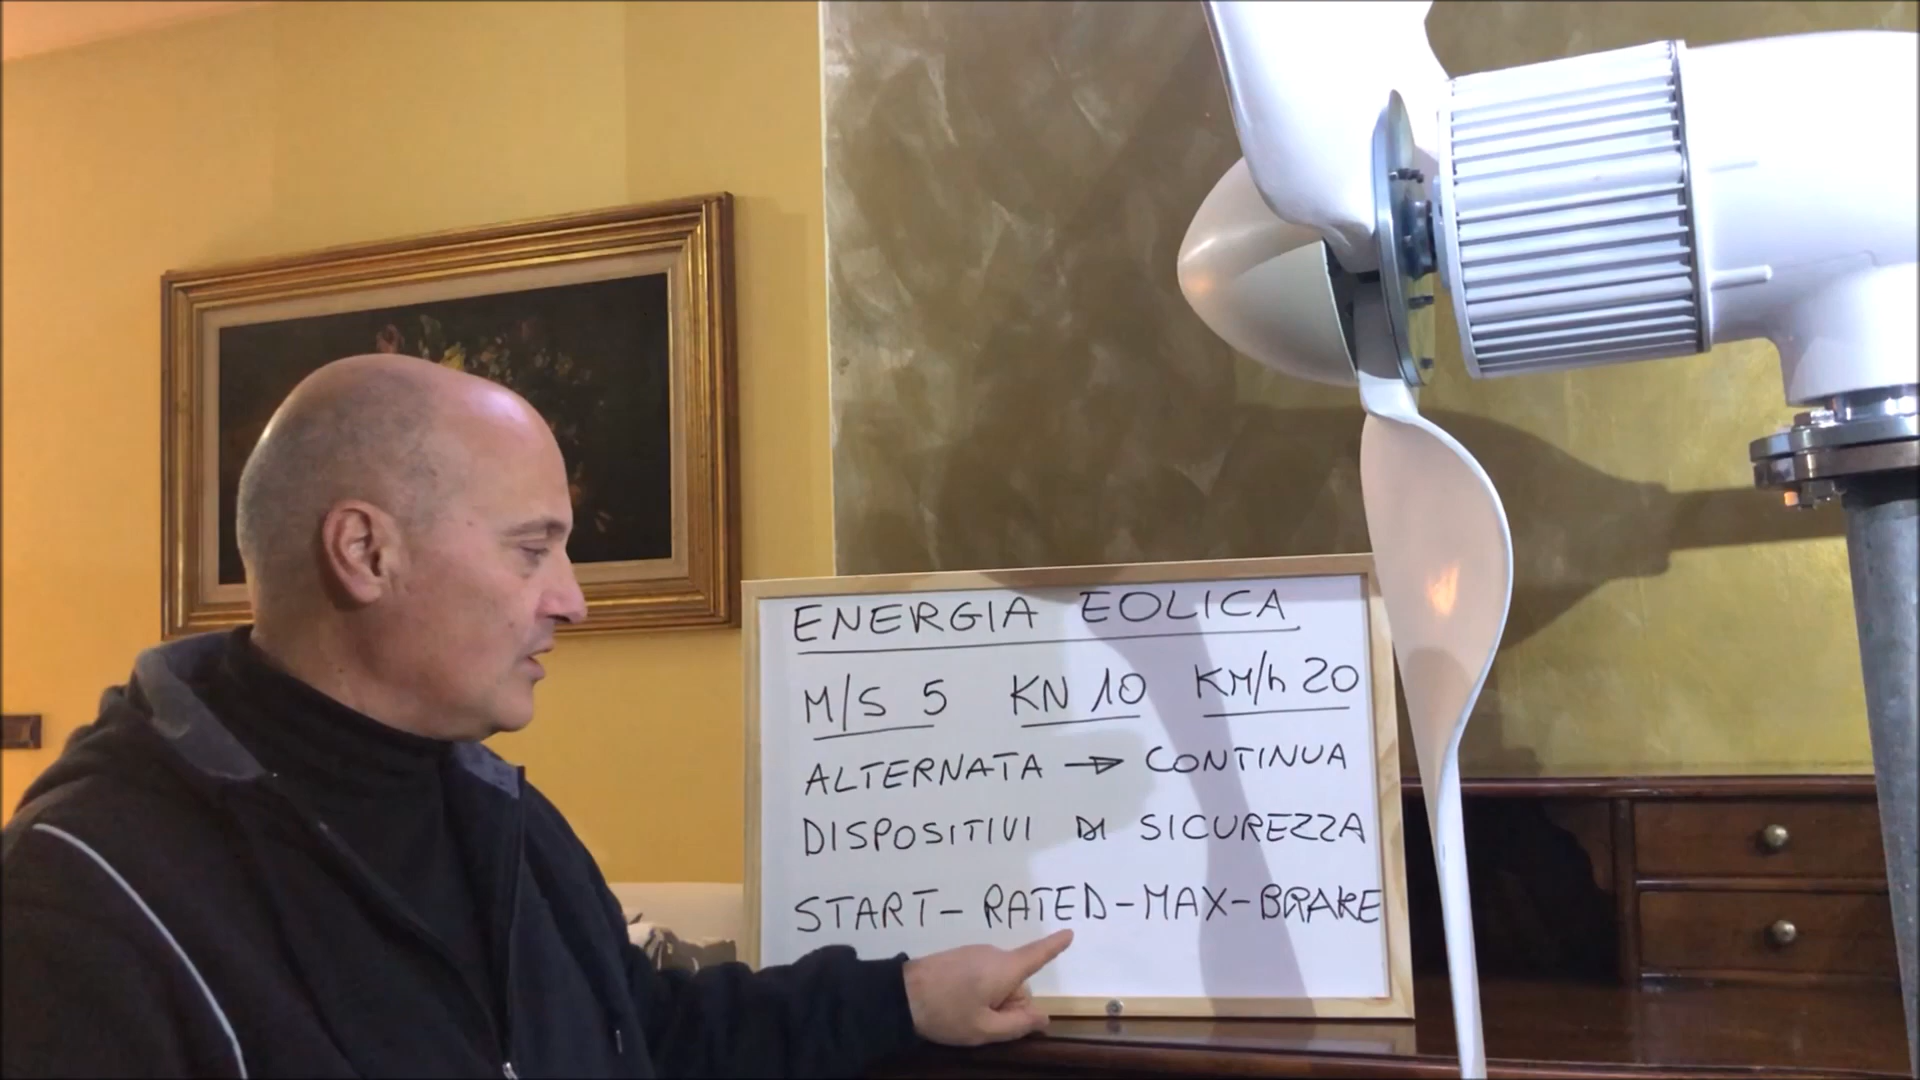 ENERGIA EOLICA
M/S 5 KN 10 KM/h 20
ALTERNATA → CONTINUA
DISPOSITIVI DI SICUREZZA
START - RATED - MAX - BRAKE